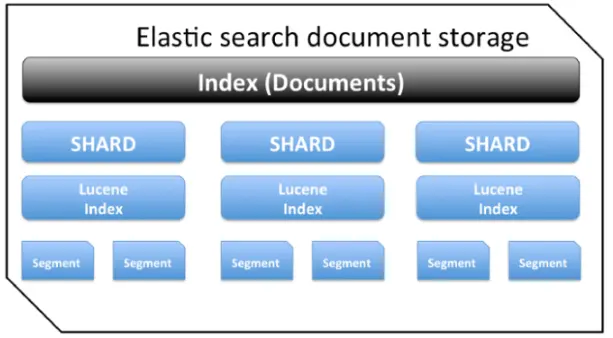 Elastic search document storage
Index (Documents)
SHARD SHARD SHARD
Lucene Lucene Lucene
Index Index Index
Segment Segment Segment Segment Segment Segment